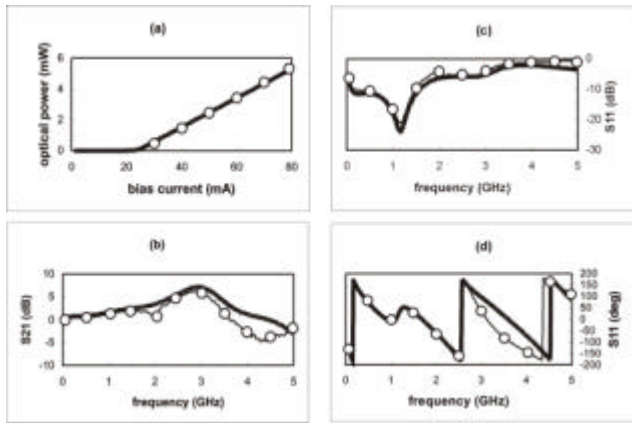 (a)
optical power (mW)
6
4
2
0
0 20 40 60 80
bias current (mA)
(c)
0
-10
-20
-30
S11 (dB)
0 1 2 3 4 5
frequency (GHz)
(b)
S21 (dB)
10
5
0
-5
-10
0 1 2 3 4 5
frequency (GHz)
(d)
200
150
100
50
0
-50
-100
-150
-200
S11 (deg)
0 1 2 3 4 5
frequency (GHz)